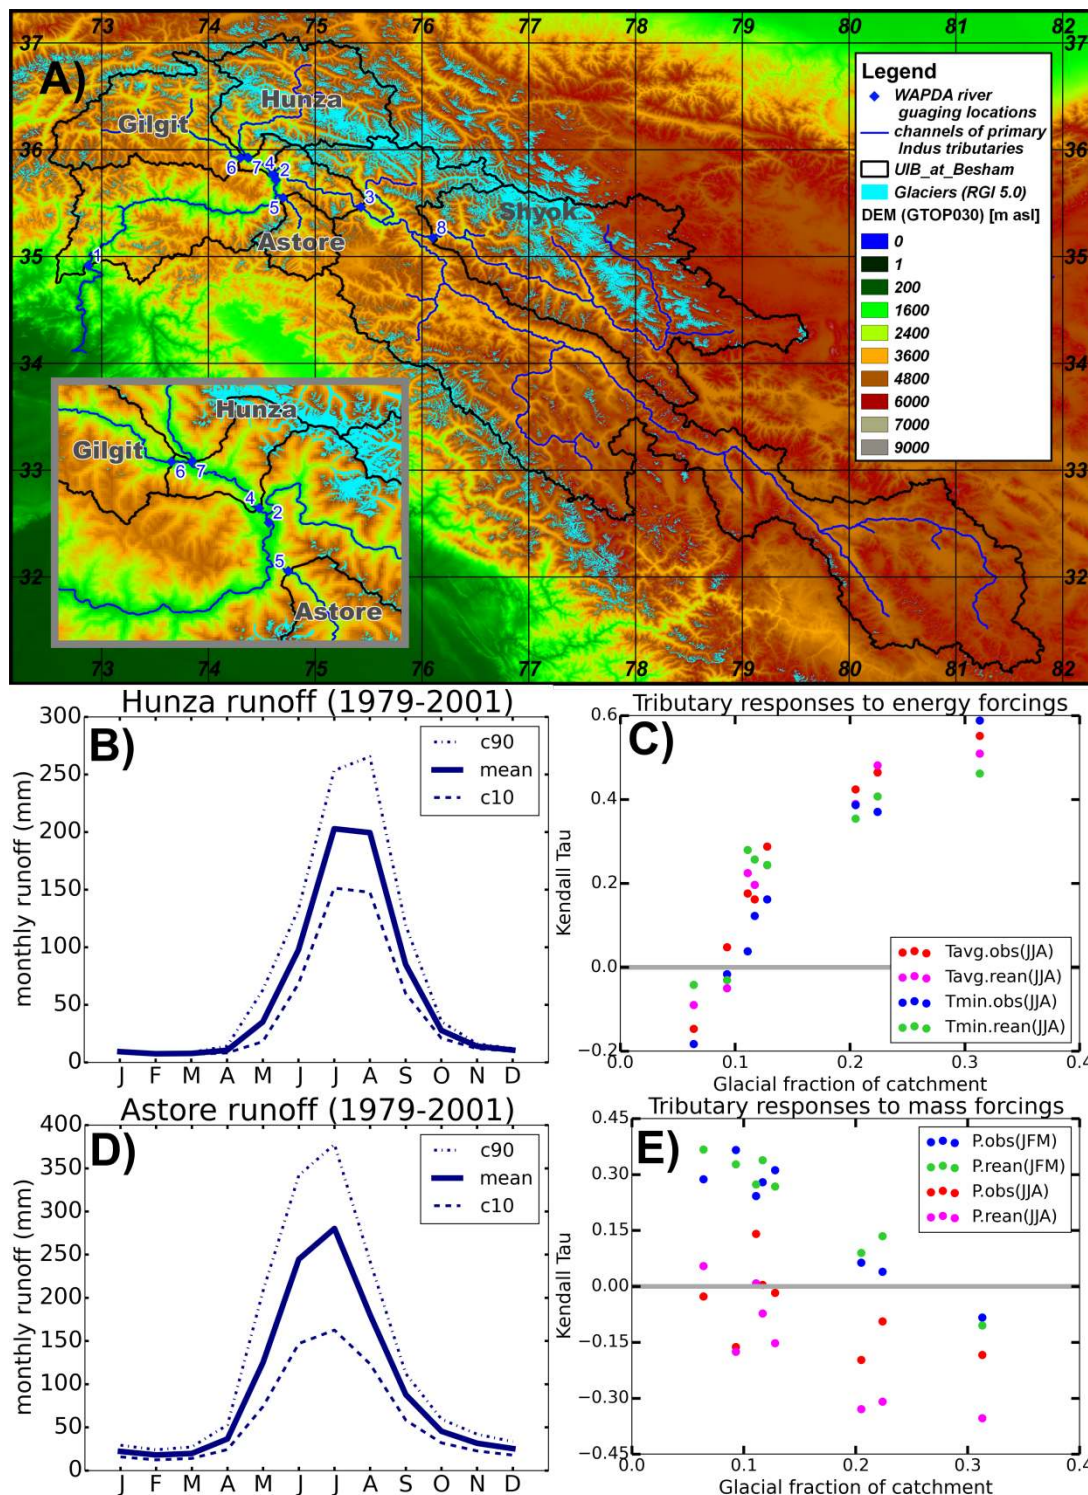 73 74 75 76 77 78 79 80 81 82
37 37
36
35 35
34 34
33 33
32 32
73 74 75 76 77 78 79 80 81 82
A)
Hunza
Gilgit
Shyok
Astore
6 7 4 2
5
3
8
1
Legend
WAPDA river
guaging locations
channels of primary
Indus tributaries
UIB_at_Besham
Glaciers (RGI 5.0)
DEM (GTOP030) [m asl]
0
1
200
1600
2400
3600
4800
6000
7000
9000
Hunza
Gilgit
6 7
4
2
5
Astore
Hunza runoff (1979-2001)
B)
c90
mean
c10
monthly runoff (mm)
300
250
200
150
100
50
0
J F M A M J J A S O N D
Tributary responses to energy forcings
C)
Kendall Tau
0.6
0.4
0.2
0.0
−0.2
Tavg.obs(JJA)
Tavg.rean(JJA)
Tmin.obs(JJA)
Tmin.rean(JJA)
0.0 0.1 0.2 0.3 0.4
Glacial fraction of catchment
Astore runoff (1979-2001)
D)
c90
mean
c10
monthly runoff (mm)
400
350
300
250
200
150
100
50
0
J F M A M J J A S O N D
Tributary responses to mass forcings
E)
Kendall Tau
0.45
0.30
0.15
0.00
−0.15
−0.30
−0.45
P.obs(JFM)
P.rean(JFM)
P.obs(JJA)
P.rean(JJA)
0.0 0.1 0.2 0.3 0.4
Glacial fraction of catchment